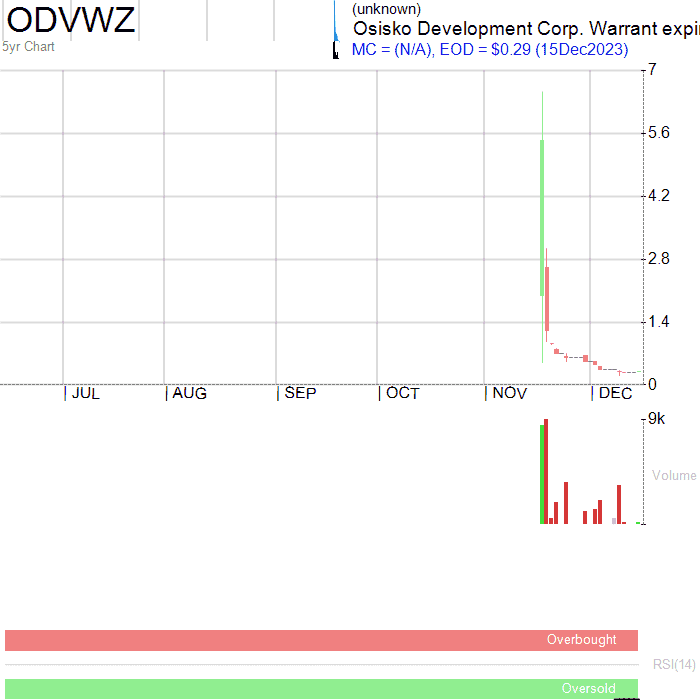 ODVWZ
5yr Chart
(unknown)
Osisko Development Corp. Warrant expi
MC = (N/A), EOD = $0.29 (15Dec2023)
7
5.6
4.2
2.8
1.4
0
JUL AUG SEP OCT NOV DEC
9k
Volume
Overbought
RSI(14)
Oversold